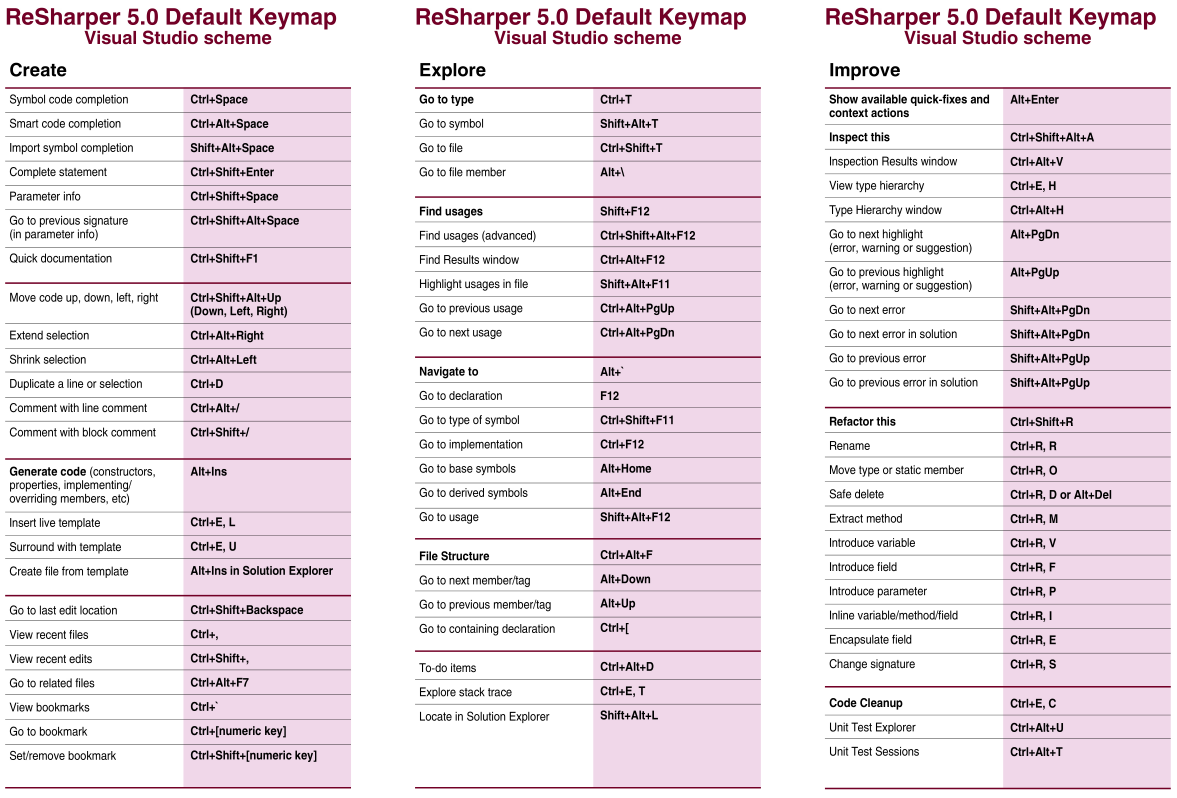 ReSharper 5.0 Default Keymap
Visual Studio scheme
Create
Symbol code completion Ctrl+Space
Smart code completion Ctrl+Alt+Space
Import symbol completion Shift+Alt+Space
Complete statement Ctrl+Shift+Enter
Parameter info Ctrl+Shift+Space
Go to previous signature Ctrl+Shift+Alt+Space
(in parameter info)
Quick documentation Ctrl+Shift+F1
Move code up, down, left, right Ctrl+Shift+Alt+Up
(Down, Left, Right)
Extend selection Ctrl+Alt+Right
Shrink selection Ctrl+Alt+Left
Duplicate a line or selection Ctrl+D
Comment with line comment Ctrl+Alt+/
Comment with block comment Ctrl+Shift+/
Generate code (constructors, Alt+Ins
properties, implementing/
overriding members, etc)
Insert live template Ctrl+E, L
Surround with template Ctrl+E, U
Create file from template Alt+Ins in Solution Explorer
Go to last edit location Ctrl+Shift+Backspace
View recent files Ctrl+,
View recent edits Ctrl+Shift+,
Go to related files Ctrl+Alt+F7
View bookmarks Ctrl+`
Go to bookmark Ctrl+[numeric key]
Set/remove bookmark Ctrl+Shift+[numeric key]
ReSharper 5.0 Default Keymap
Visual Studio scheme
Explore
Go to type Ctrl+T
Go to symbol Shift+Alt+T
Go to file Ctrl+Shift+T
Go to file member Alt+\
Find usages Shift+F12
Find usages (advanced) Ctrl+Shift+Alt+F12
Find Results window Ctrl+Alt+F12
Highlight usages in file Shift+Alt+F11
Go to previous usage Ctrl+Alt+PgUp
Go to next usage Ctrl+Alt+PgDn
Navigate to Alt+`
Go to declaration F12
Go to type of symbol Ctrl+Shift+F11
Go to implementation Ctrl+F12
Go to base symbols Alt+Home
Go to derived symbols Alt+End
Go to usage Shift+Alt+F12
File Structure Ctrl+Alt+F
Go to next member/tag Alt+Down
Go to previous member/tag Alt+Up
Go to containing declaration Ctrl+[
To-do items Ctrl+Alt+D
Explore stack trace Ctrl+E, T
Locate in Solution Explorer Shift+Alt+L
ReSharper 5.0 Default Keymap
Visual Studio scheme
Improve
Show available quick-fixes and Alt+Enter
context actions
Inspect this Ctrl+Shift+Alt+A
Inspection Results window Ctrl+Alt+V
View type hierarchy Ctrl+E, H
Type Hierarchy window Ctrl+Alt+H
Go to next highlight Alt+PgDn
(error, warning or suggestion)
Go to previous highlight Alt+PgUp
(error, warning or suggestion)
Go to next error Shift+Alt+PgDn
Go to next error in solution Shift+Alt+PgDn
Go to previous error Shift+Alt+PgUp
Go to previous error in solution Shift+Alt+PgUp
Refactor this Ctrl+Shift+R
Rename Ctrl+R, R
Move type or static member Ctrl+R, O
Safe delete Ctrl+R, D or Alt+Del
Extract method Ctrl+R, M
Introduce variable Ctrl+R, V
Introduce field Ctrl+R, F
Introduce parameter Ctrl+R, P
Inline variable/method/field Ctrl+R, I
Encapsulate field Ctrl+R, E
Change signature Ctrl+R, S
Code Cleanup Ctrl+E, C
Unit Test Explorer Ctrl+Alt+U
Unit Test Sessions Ctrl+Alt+T